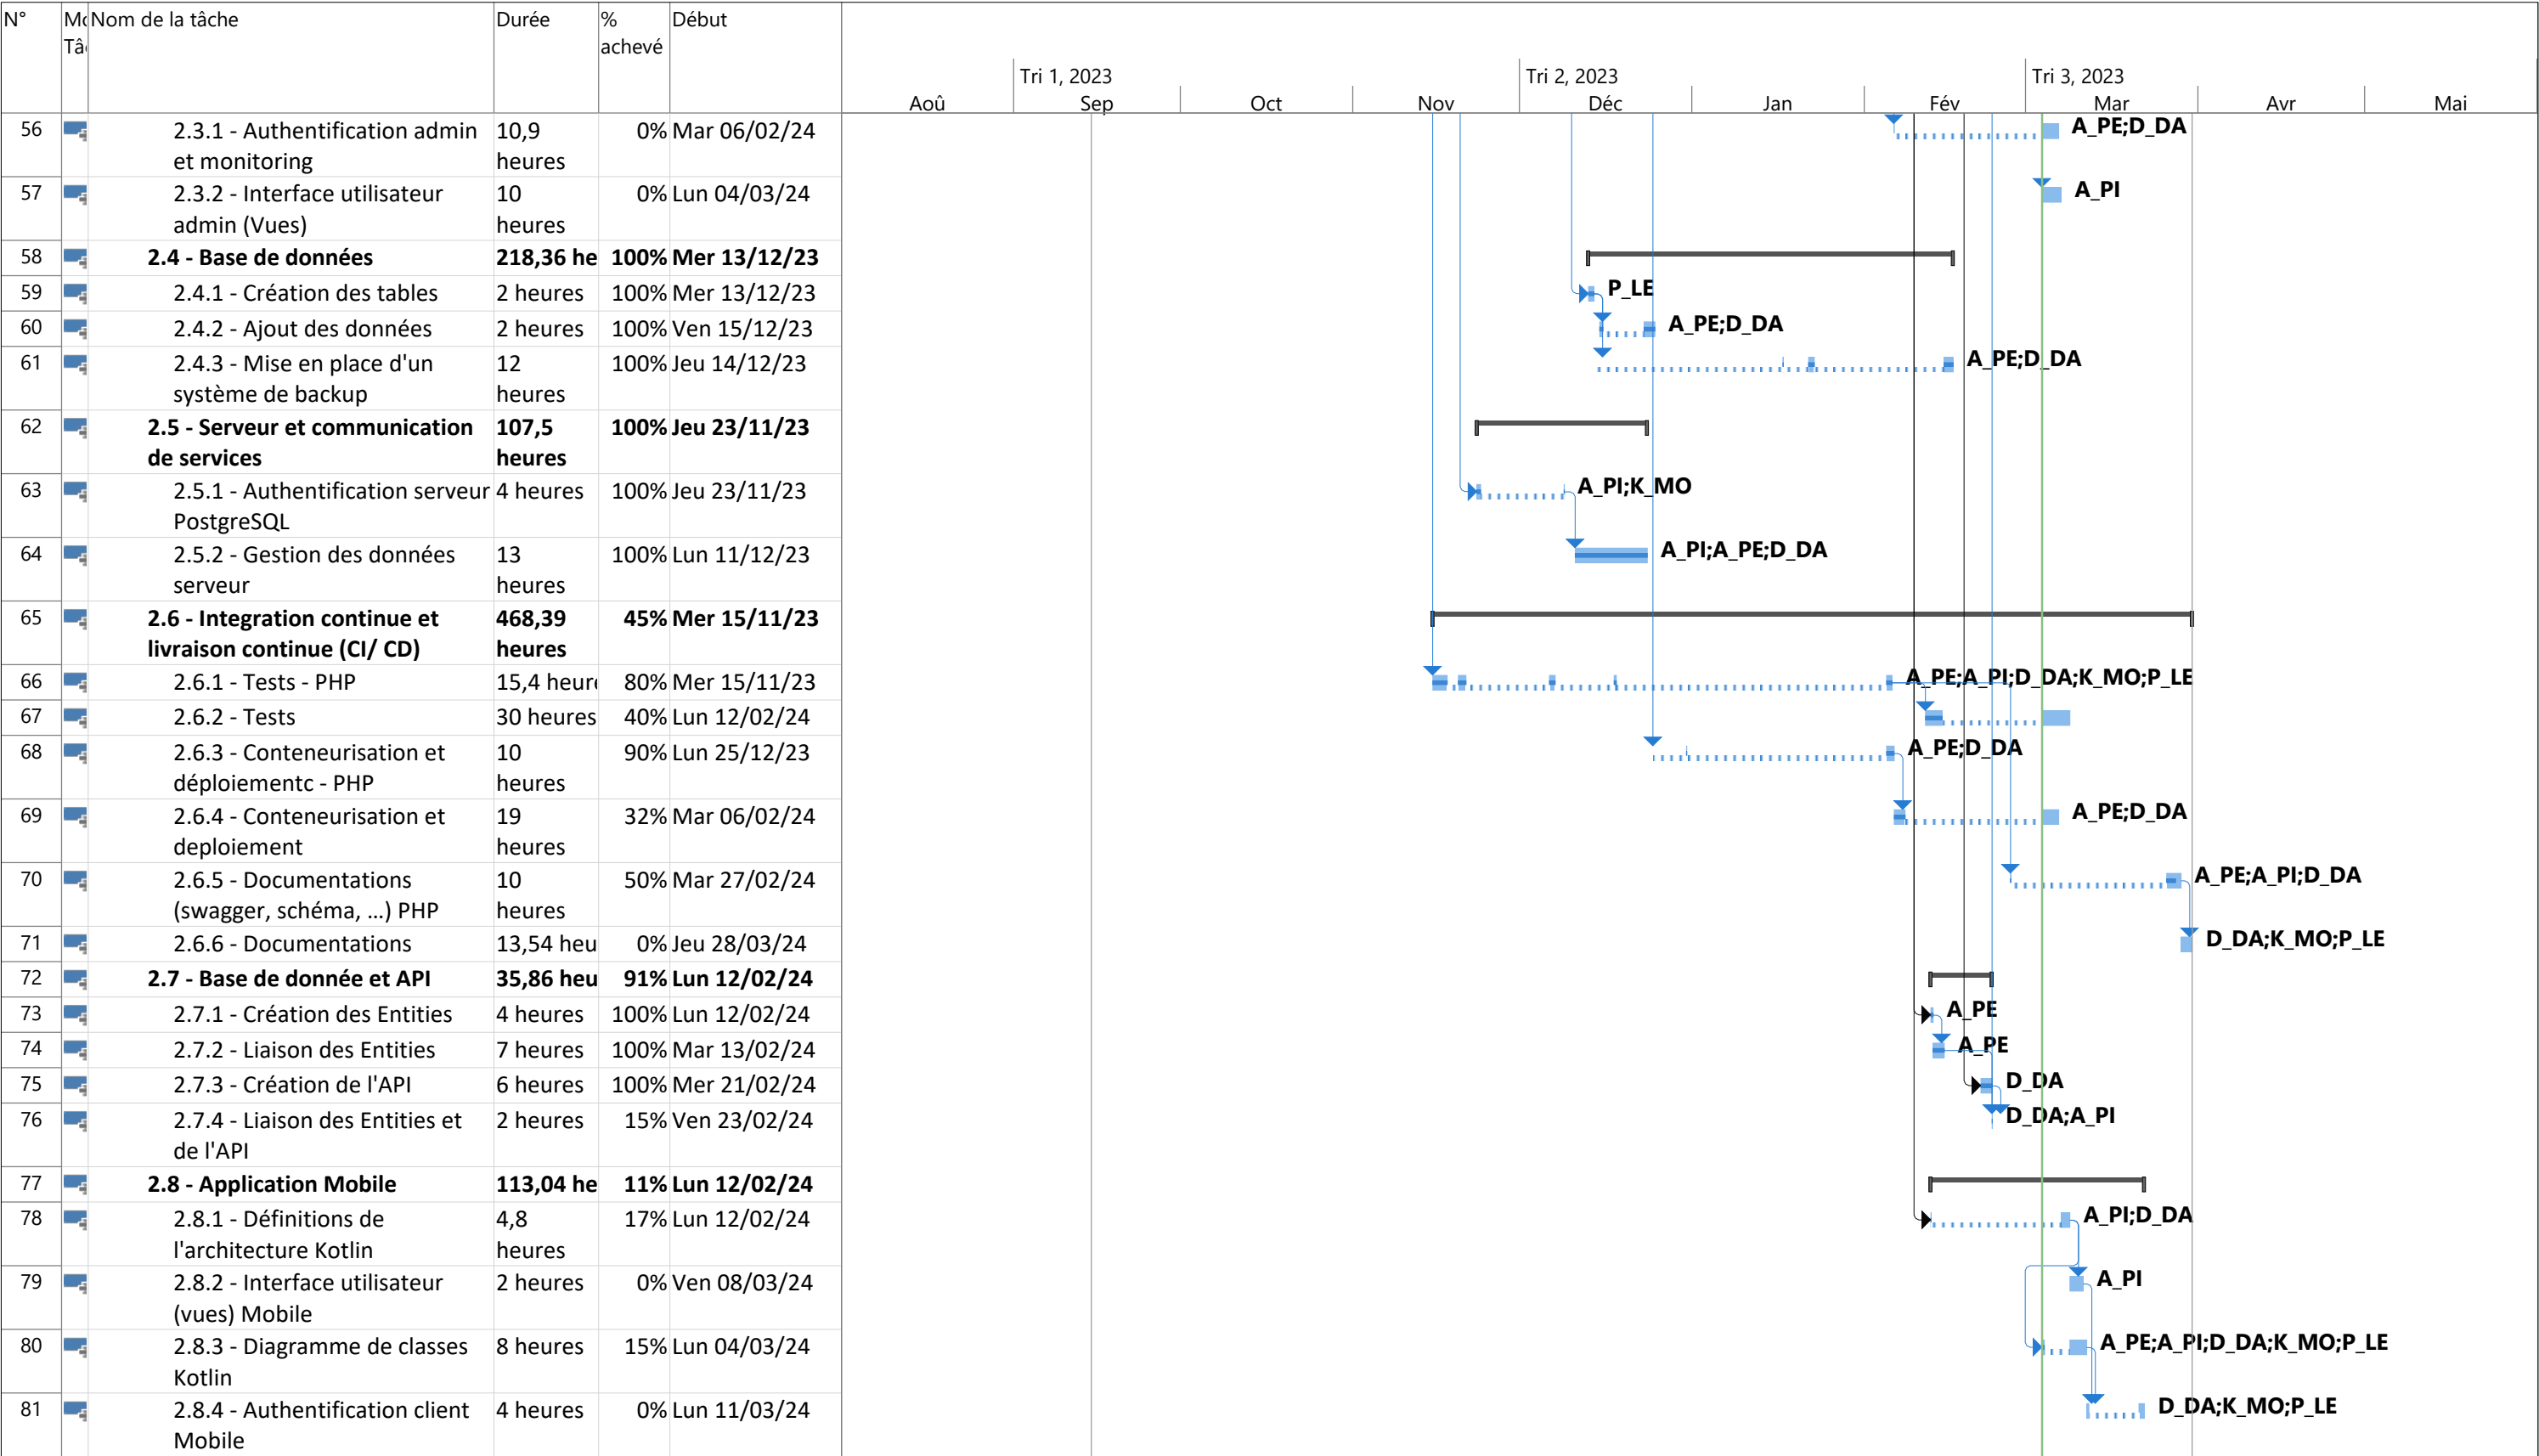 N° Mo Nom de la tâche Durée % Début
Tâ achevé
Tri 1, 2023 Tri 2, 2023 Tri 3, 2023
Aoû Sep Oct Nov Déc Jan Fév Mar Avr Mai
56 2.3.1 - Authentification admin 10,9 0% Mar 06/02/24 A_PE;D_DA
et monitoring heures
57 2.3.2 - Interface utilisateur 10 0% Lun 04/03/24 A_PI
admin (Vues) heures
58 2.4 - Base de données 218,36 he 100% Mer 13/12/23
59 2.4.1 - Création des tables 2 heures 100% Mer 13/12/23 P_LE
60 2.4.2 - Ajout des données 2 heures 100% Ven 15/12/23 A_PE;D_DA
61 2.4.3 - Mise en place d'un 12 100% Jeu 14/12/23 A_PE;D_DA
système de backup heures
62 2.5 - Serveur et communication 107,5 100% Jeu 23/11/23
de services heures
63 2.5.1 - Authentification serveur 4 heures 100% Jeu 23/11/23 A_PI;K_MO
PostgreSQL
64 2.5.2 - Gestion des données 13 100% Lun 11/12/23 A_PI;A_PE;D_DA
serveur heures
65 2.6 - Integration continue et 468,39 45% Mer 15/11/23
livraison continue (CI/ CD) heures
66 2.6.1 - Tests - PHP 15,4 heure 80% Mer 15/11/23 A_PE;A_PI;D_DA;K_MO;P_LE
67 2.6.2 - Tests 30 heures 40% Lun 12/02/24
68 2.6.3 - Conteneurisation et 10 90% Lun 25/12/23 A_PE;D_DA
déploiementc - PHP heures
69 2.6.4 - Conteneurisation et 19 32% Mar 06/02/24 A_PE;D_DA
deploiement heures
70 2.6.5 - Documentations 10 50% Mar 27/02/24 A_PE;A_PI;D_DA
(swagger, schéma, ...) PHP heures
71 2.6.6 - Documentations 13,54 heu 0% Jeu 28/03/24 D_DA;K_MO;P_LE
72 2.7 - Base de donnée et API 35,86 heu 91% Lun 12/02/24
73 2.7.1 - Création des Entities 4 heures 100% Lun 12/02/24 A_PE
74 2.7.2 - Liaison des Entities 7 heures 100% Mar 13/02/24 A_PE
75 2.7.3 - Création de l'API 6 heures 100% Mer 21/02/24 D_DA
76 2.7.4 - Liaison des Entities et 2 heures 15% Ven 23/02/24 D_DA;A_PI
de l'API
77 2.8 - Application Mobile 113,04 he 11% Lun 12/02/24
78 2.8.1 - Définitions de 4,8 17% Lun 12/02/24 A_PI;D_DA
l'architecture Kotlin heures
79 2.8.2 - Interface utilisateur 2 heures 0% Ven 08/03/24 A_PI
(vues) Mobile
80 2.8.3 - Diagramme de classes 8 heures 15% Lun 04/03/24 A_PE;A_PI;D_DA;K_MO;P_LE
Kotlin
81 2.8.4 - Authentification client 4 heures 0% Lun 11/03/24 D_DA;K_MO;P_LE
Mobile